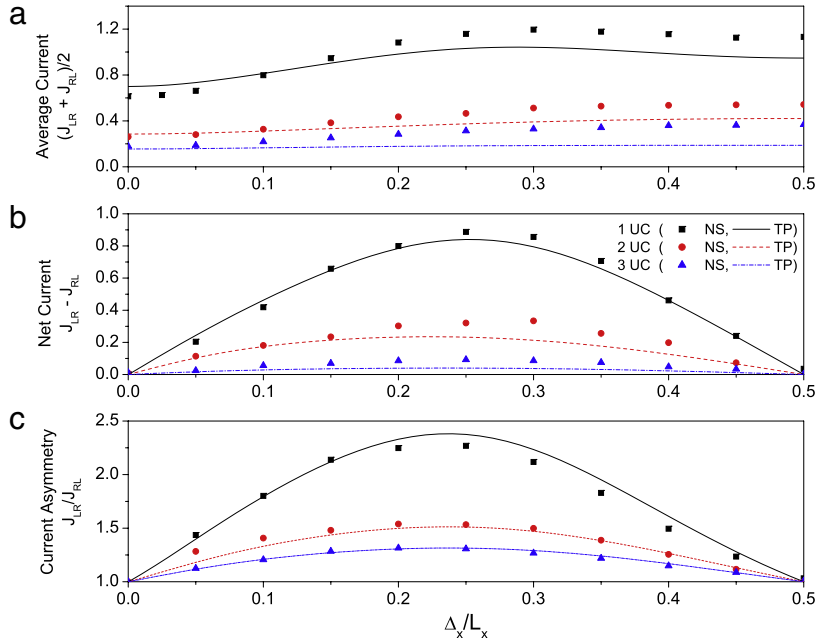 a
Average Current
(J_LR + J_RL)/2
1.2
0.8
0.4
0.0
0.0 0.1 0.2 0.3 0.4 0.5
b
Net Current
J_LR - J_RL
1.0
0.8
0.6
0.4
0.2
0.0
1 UC ( NS, TP)
2 UC ( NS, TP)
3 UC ( NS, TP)
0.0 0.1 0.2 0.3 0.4 0.5
c
Current Asymmetry
J_LR/J_RL
2.5
2.0
1.5
1.0
0.0 0.1 0.2 0.3 0.4 0.5
Δ_x/L_x